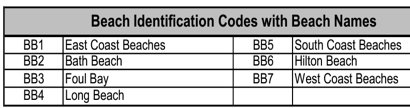 Beach Identification Codes with Beach Names
BB1 East Coast Beaches BB5 South Coast Beaches
BB2 Bath Beach BB6 Hilton Beach
BB3 Foul Bay BB7 West Coast Beaches
BB4 Long Beach